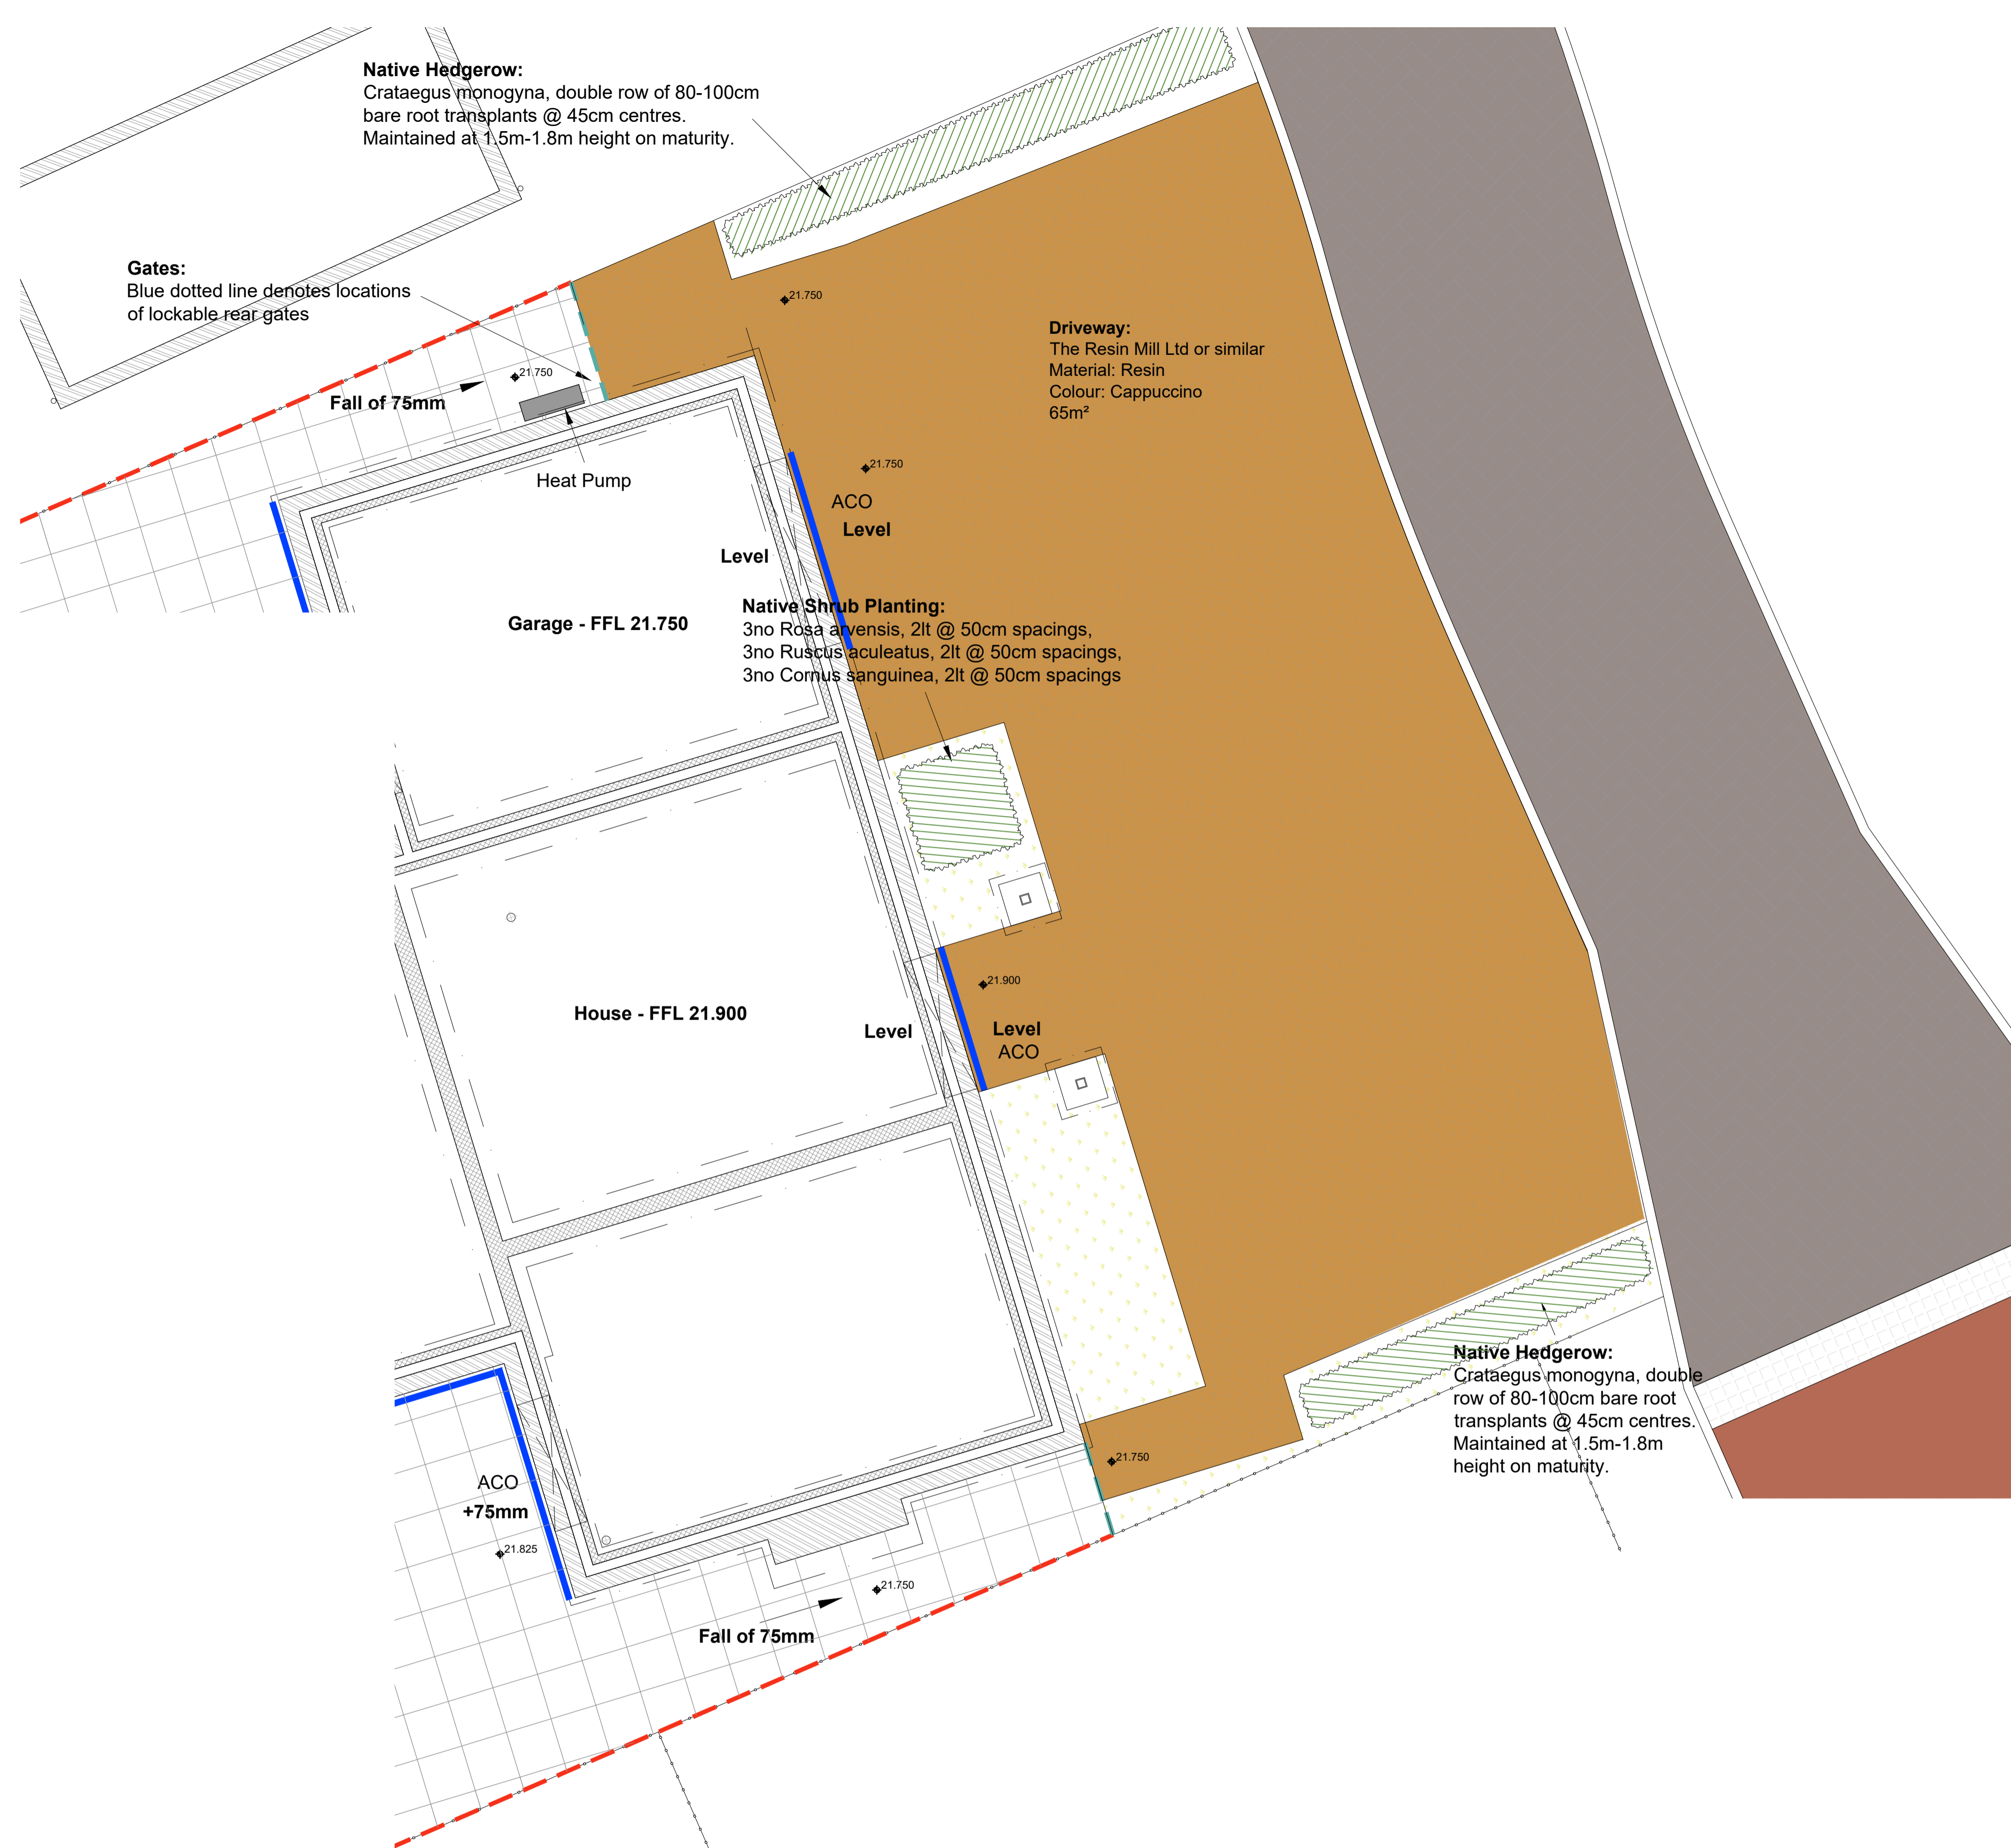 Native Hedgerow:
Crataegus monogyna, double row of 80-100cm
bare root transplants @ 45cm centres.
Maintained at 1.5m-1.8m height on maturity.
Gates:
Blue dotted line denotes locations
of lockable rear gates
21.750
Driveway:
The Resin Mill Ltd or similar
Material: Resin
Colour: Cappuccino
65m²
21.750
Fall of 75mm
Heat Pump
21.750
ACO
Level
Level
Garage - FFL 21.750
Native Shrub Planting:
3no Rosa arvensis, 2lt @ 50cm spacings,
3no Ruscus aculeatus, 2lt @ 50cm spacings,
3no Cornus sanguinea, 2lt @ 50cm spacings
21.900
House - FFL 21.900
Level
Level
ACO
Native Hedgerow:
Crataegus monogyna, double
row of 80-100cm bare root
transplants @ 45cm centres.
Maintained at 1.5m-1.8m
height on maturity.
21.750
ACO
+75mm
21.825
21.750
Fall of 75mm